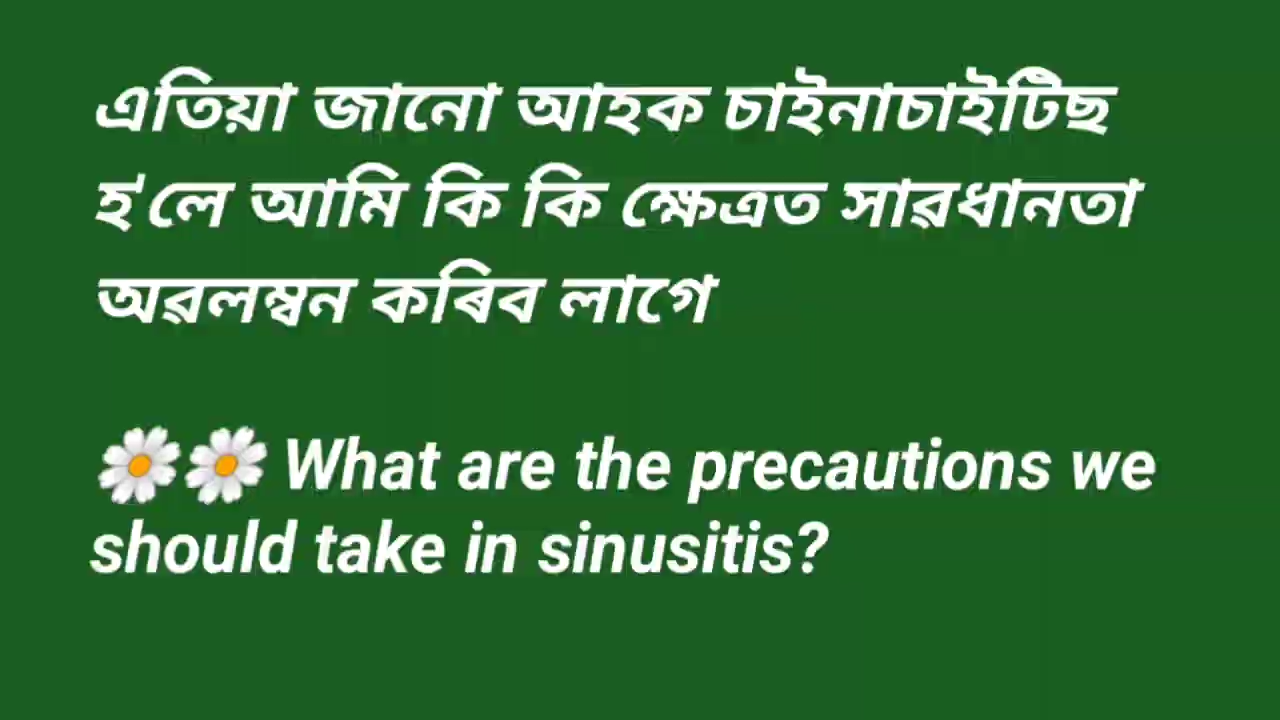 এতিয়া জানো আহক চাইনাচাইটিছ
হ'লে আমি কি কি ক্ষেত্ৰত সাৱধানতা
অৱলম্বন কৰিব লাগে
🌼🌼 What are the precautions we
should take in sinusitis?